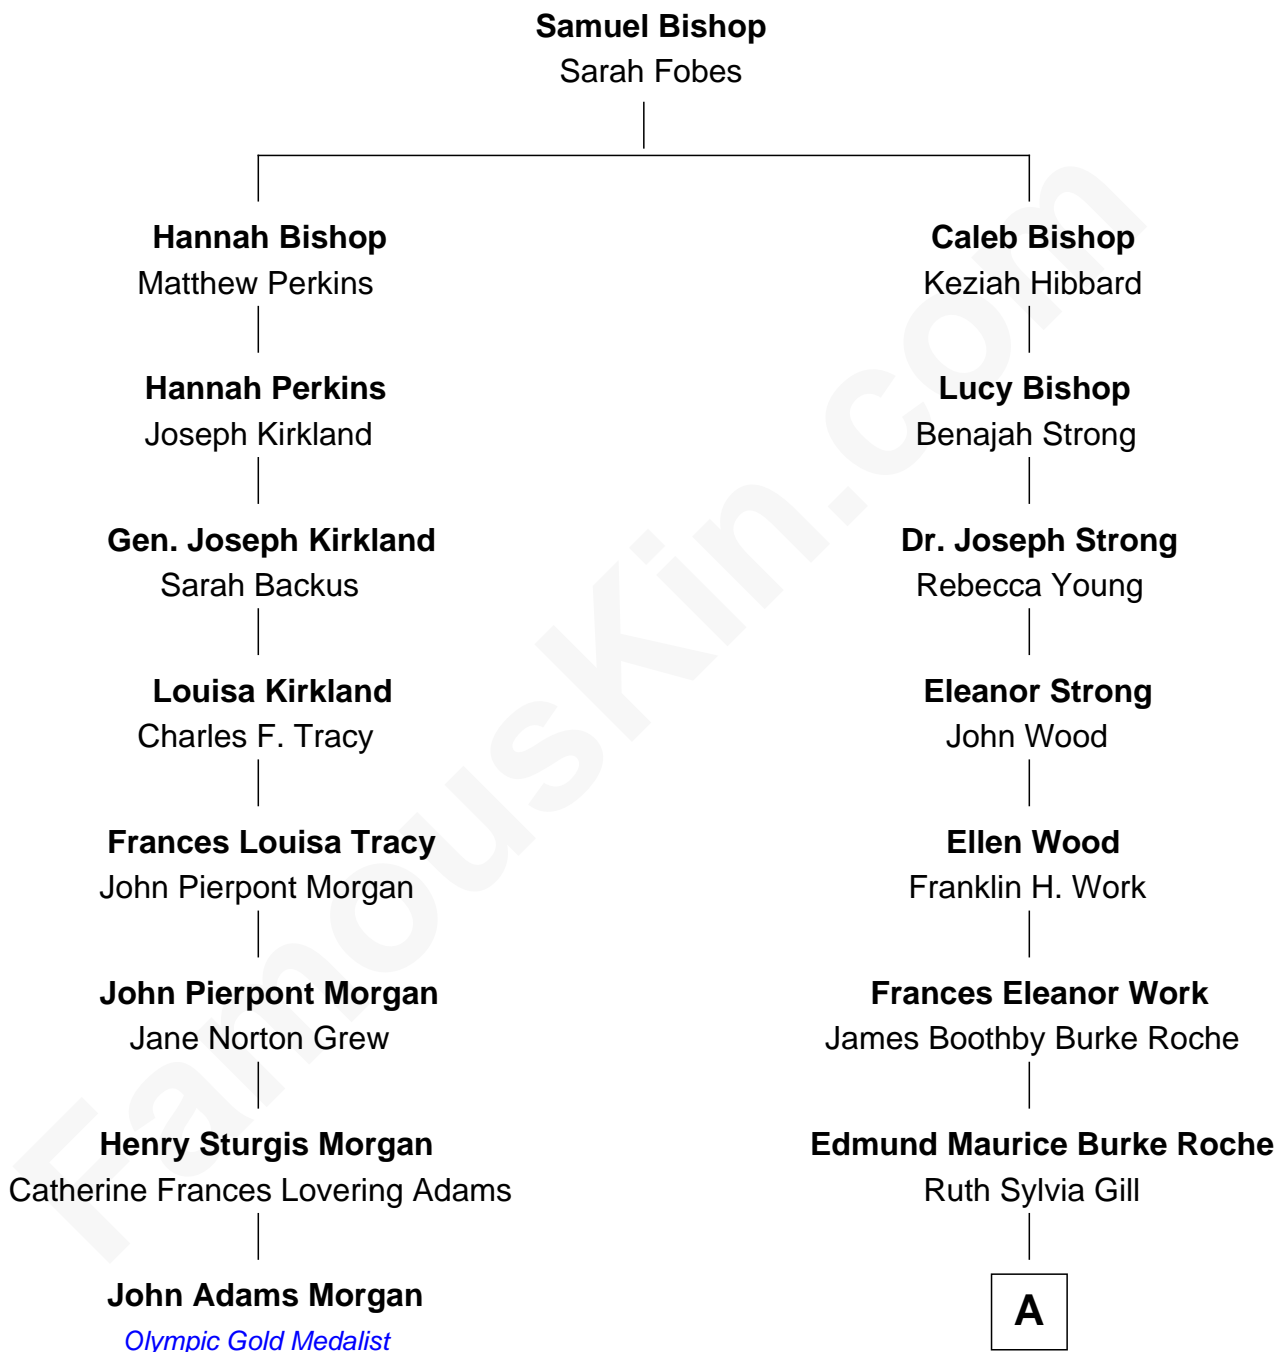 Samuel Bishop
Sarah Fobes
Hannah Bishop
Matthew Perkins
Hannah Perkins
Joseph Kirkland
Gen. Joseph Kirkland
Sarah Backus
Louisa Kirkland
Charles F. Tracy
Frances Louisa Tracy
John Pierpont Morgan
John Pierpont Morgan
Jane Norton Grew
Henry Sturgis Morgan
Catherine Frances Lovering Adams
John Adams Morgan
Olympic Gold Medalist
Caleb Bishop
Keziah Hibbard
Lucy Bishop
Benajah Strong
Dr. Joseph Strong
Rebecca Young
Eleanor Strong
John Wood
Ellen Wood
Franklin H. Work
Frances Eleanor Work
James Boothby Burke Roche
Edmund Maurice Burke Roche
Ruth Sylvia Gill
A
FamousKin.com